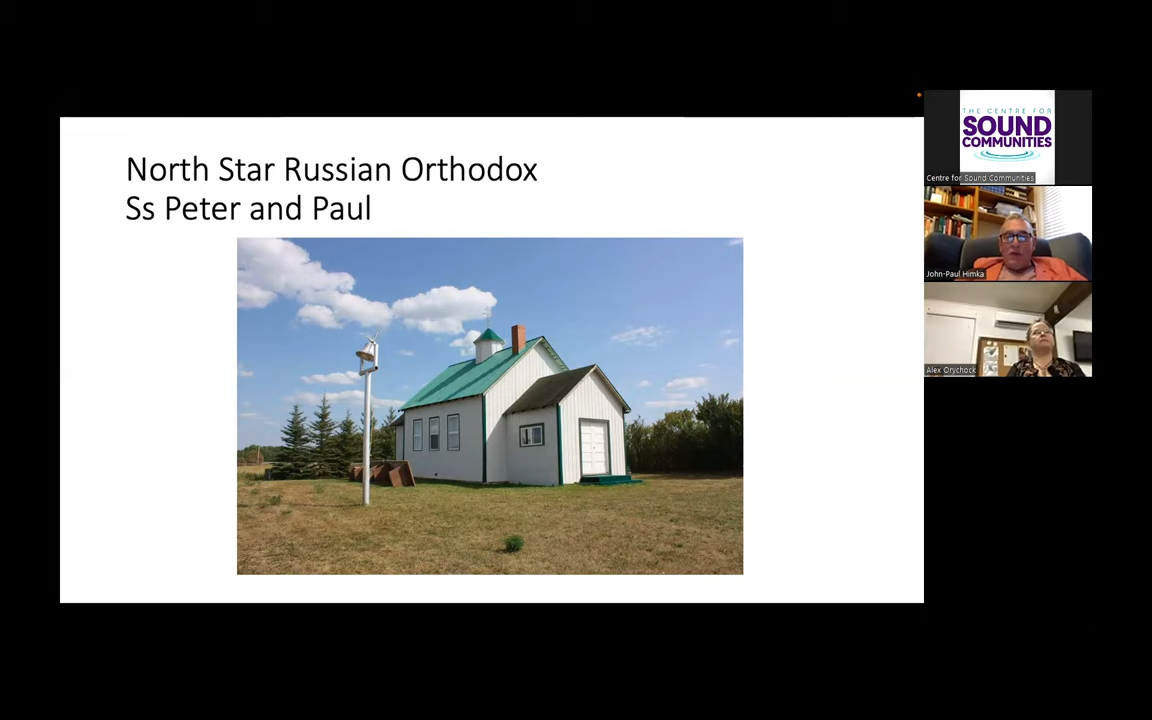 North Star Russian Orthodox
Ss Peter and Paul
THE CENTRE FOR
SOUND
COMMUNITIES
Centre for Sound Communities
John-Paul Himka
Alex Orychock